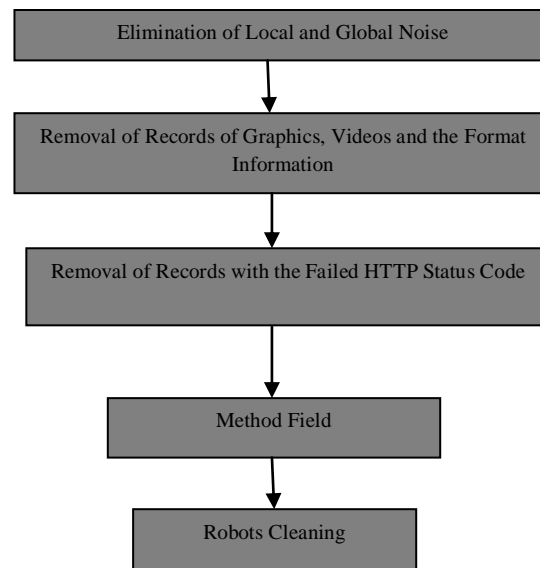 Elimination of Local and Global Noise
Removal of Records of Graphics, Videos and the Format
Information
Removal of Records with the Failed HTTP Status Code
Method Field
Robots Cleaning